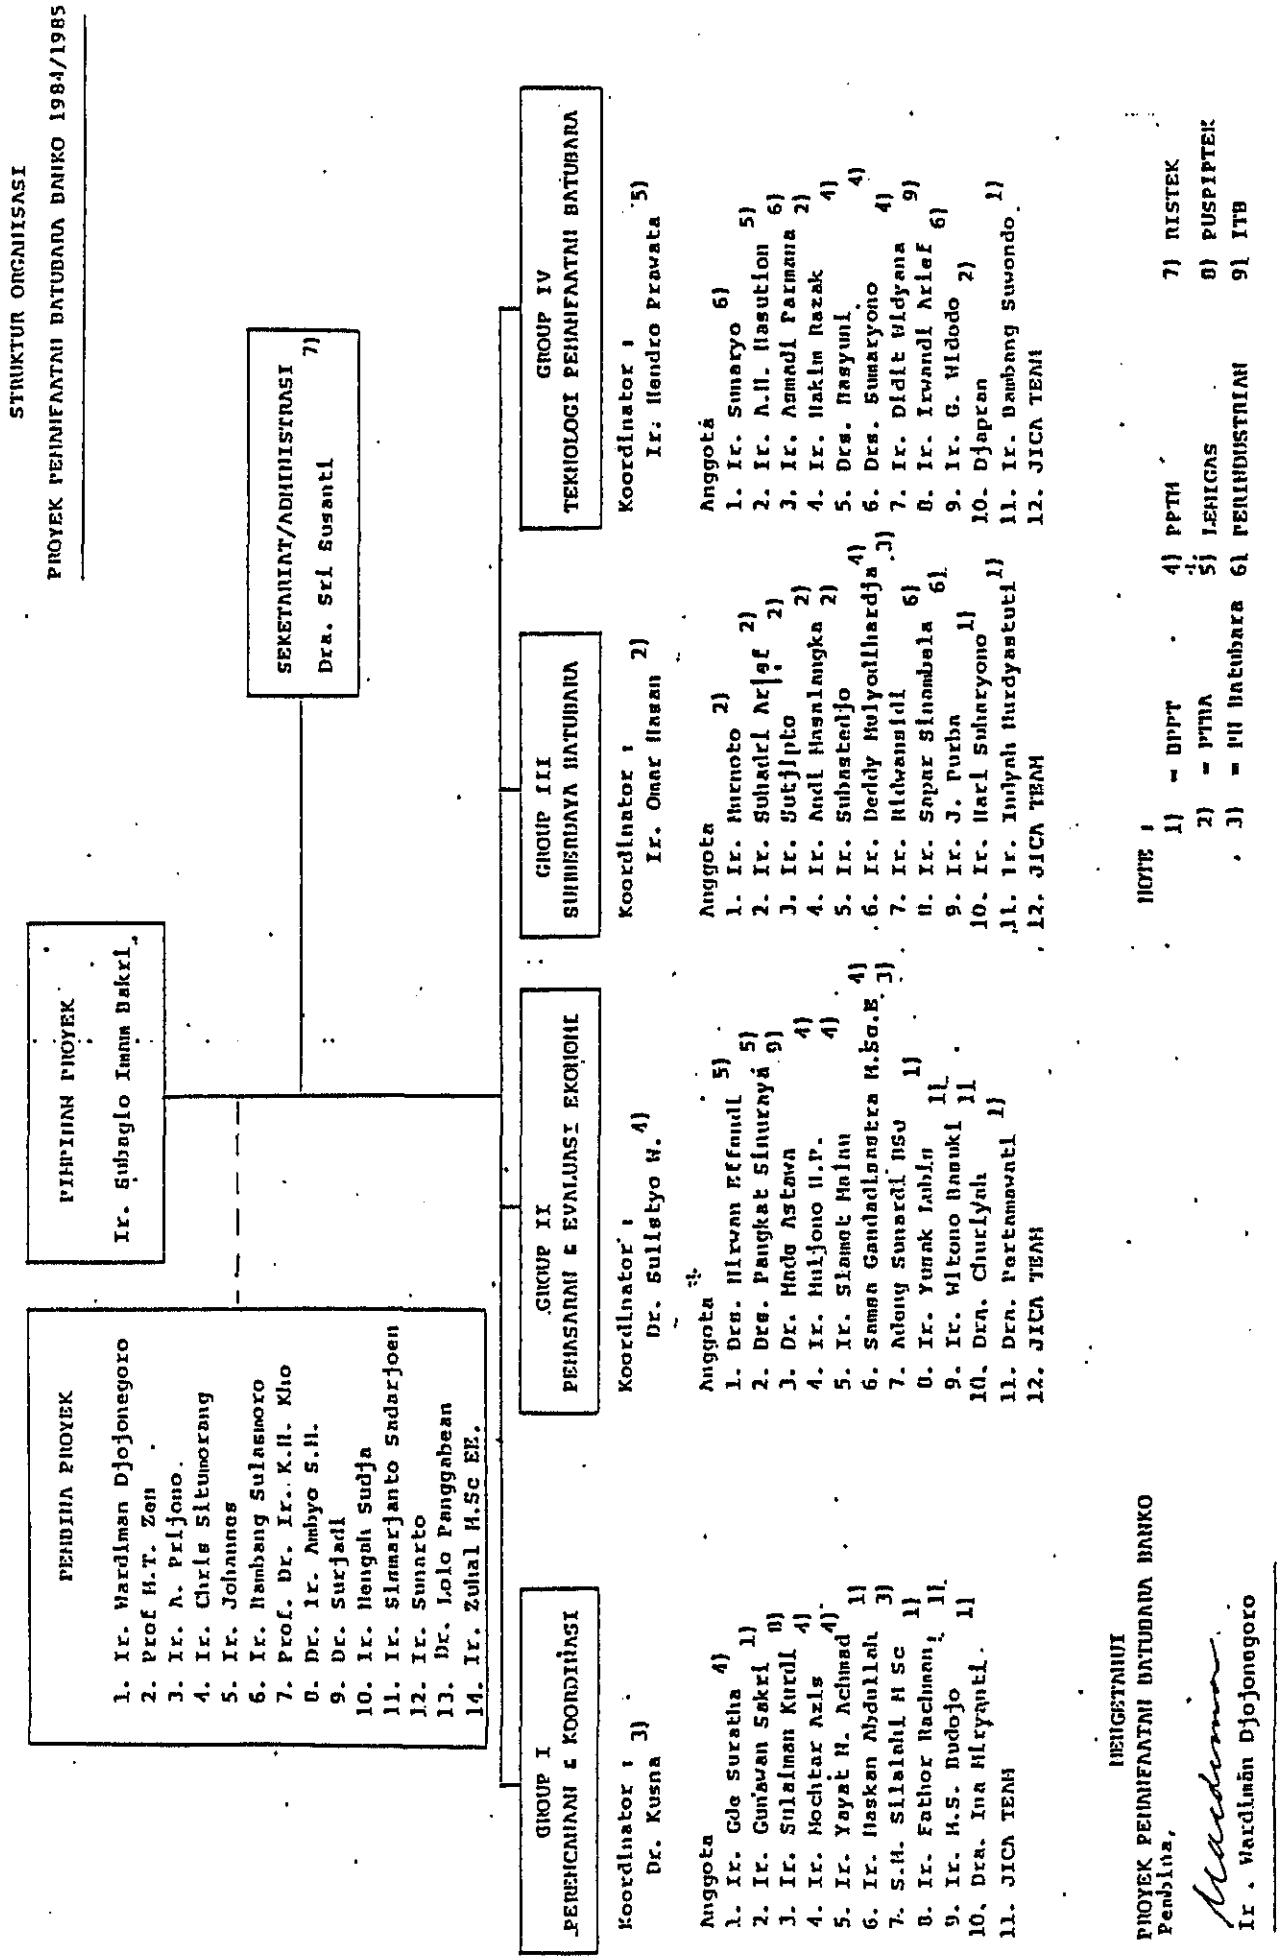 STRUKTUR ORGANISASI
PROYEK PEMANFAATAN BATUBARA BANKO 1984/1985
PEMBINA PROYEK
1. Ir. Wardiman Djojonegoro
2. Prof M.T. Zen
3. Ir. A. Prijono.
4. Ir. Chris Situmorang
5. Ir. Johannes
6. Ir. Bambang Sulasmoro
7. Prof. Dr. Ir. K.H. Kho
8. Dr. Ir. Ambyo S.H.
9. Dr. Surjadi
10. Ir. Nengah Sudja
11. Ir. Simmarjanto Sadarjoen
12. Ir. Sunarto
13. Dr. Lolo Panggabean
14. Ir. Zuhal M.Sc EE.
PIMPINAN PROYEK
Ir. Subagio Imam Bakri
SEKETARIAT/ADMINISTRASI
Dra. Sri Susanti 7)
GROUP I
PERENCANAAN & KOORDINASI
Koordinator :
Dr. Kusna 3)
Anggota
1. Ir. Gde Suratha 4)
2. Ir. Gunawan Sakri 1)
3. Ir. Sulaiman Kurdi 8)
4. Ir. Mochtar Azis 4)
5. Ir. Yayat N. Achmad 4)
6. Ir. Haskan Abdullah 1)
7. S.M. Silalahi M Sc 3)
8. Ir. Fathor Rachman 1)
9. Ir. M.S. Budojo 1)
10. Dra. Ina Miryanti. 1)
11. JICA TEAM
GROUP II
PEMASARAN & EVALUASI EKONOMI
Koordinator :
Dr. Sulistyo W. 4)
Anggota
1. Drs. Mirwan Effendi 5)
2. Drs. Pangkat Sinuraya 5)
3. Dr. Made Astawa 9)
4. Ir. Muljono H.P. 4)
5. Ir. Slamet Maian 4)
6. Saman Gandadinastra M.Sc.E 4)
7. Adang Sunardi BSc 3)
8. Ir. Yunak Lubin 1)
9. Ir. Witono Basuki 1)
10. Dra. Churiyah 1)
11. Dra. Pertamawati 1)
12. JICA TEAM
GROUP III
SUMBERDAYA BATUBARA
Koordinator :
Ir. Omar Hasan 2)
Anggota
1. Ir. Murnoto 2)
2. Ir. Suhadri Arief 2)
3. Ir. Sutjipto 2)
4. Ir. Andi Masalangka 2)
5. Ir. Subastedjo 2)
6. Ir. Deddy Mulyodihardja 4)
7. Ir. Ridwansidi 3)
8. Ir. Sapar Sinambela 6)
9. Ir. J. Purba 6)
10. Ir. Hari Suharyono 1)
11. Ir. Indyah Nurdyastuti 1)
12. JICA TEAM
GROUP IV
TEKNOLOGI PEMANFAATAN BATUBARA
Koordinator :
Ir. Hendro Prawata 5)
Anggota
1. Ir. Sumaryo 6)
2. Ir. A.H. Nasution 5)
3. Ir. Asmadi Parmana 6)
4. Ir. Hakim Razak 2)
5. Drs. Nasyuni 4)
6. Drs. Sumaryono 4)
7. Ir. Didit Widyana 4)
8. Ir. Irwandi Arief 9)
9. Ir. G. Widodo 6)
10. Djapran 2)
11. Ir. Bambang Suwondo 1)
12. JICA TEAM
MENGETAHUI
PROYEK PEMANFAATAN BATUBARA BANKO
Pembina,
Wardiman
Ir . Wardiman Djojonegoro
NOTE :
1) = BPPT 4) PPTM 7) RISTEK
2) = PTBA 5) LEMIGAS 8) PUSPIPTEK
3) = PN Batubara 6) PERINDUSTRIAN 9) ITB